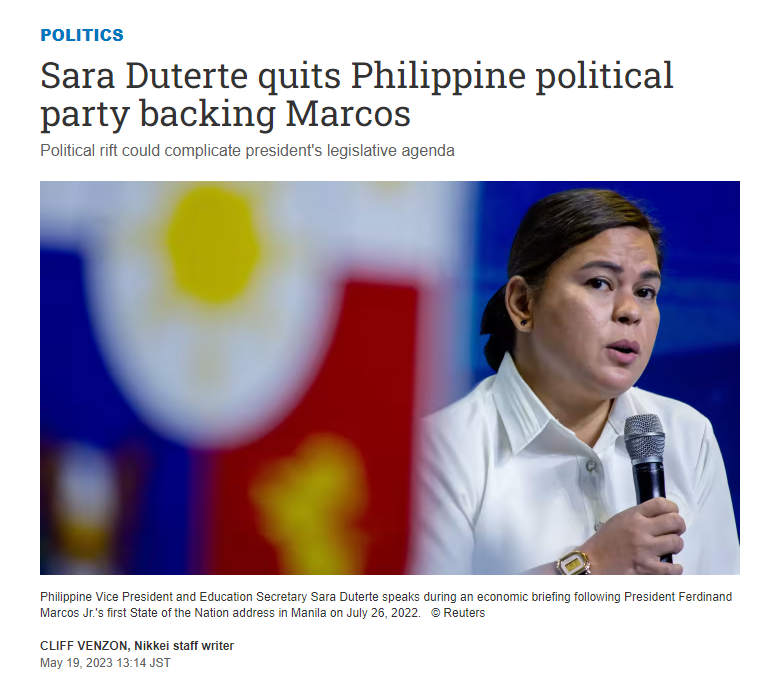 POLITICS
Sara Duterte quits Philippine political
party backing Marcos
Political rift could complicate president's legislative agenda
Philippine Vice President and Education Secretary Sara Duterte speaks during an economic briefing following President Ferdinand
Marcos Jr.'s first State of the Nation address in Manila on July 26, 2022.   © Reuters
CLIFF VENZON, Nikkei staff writer
May 19, 2023 13:14 JST